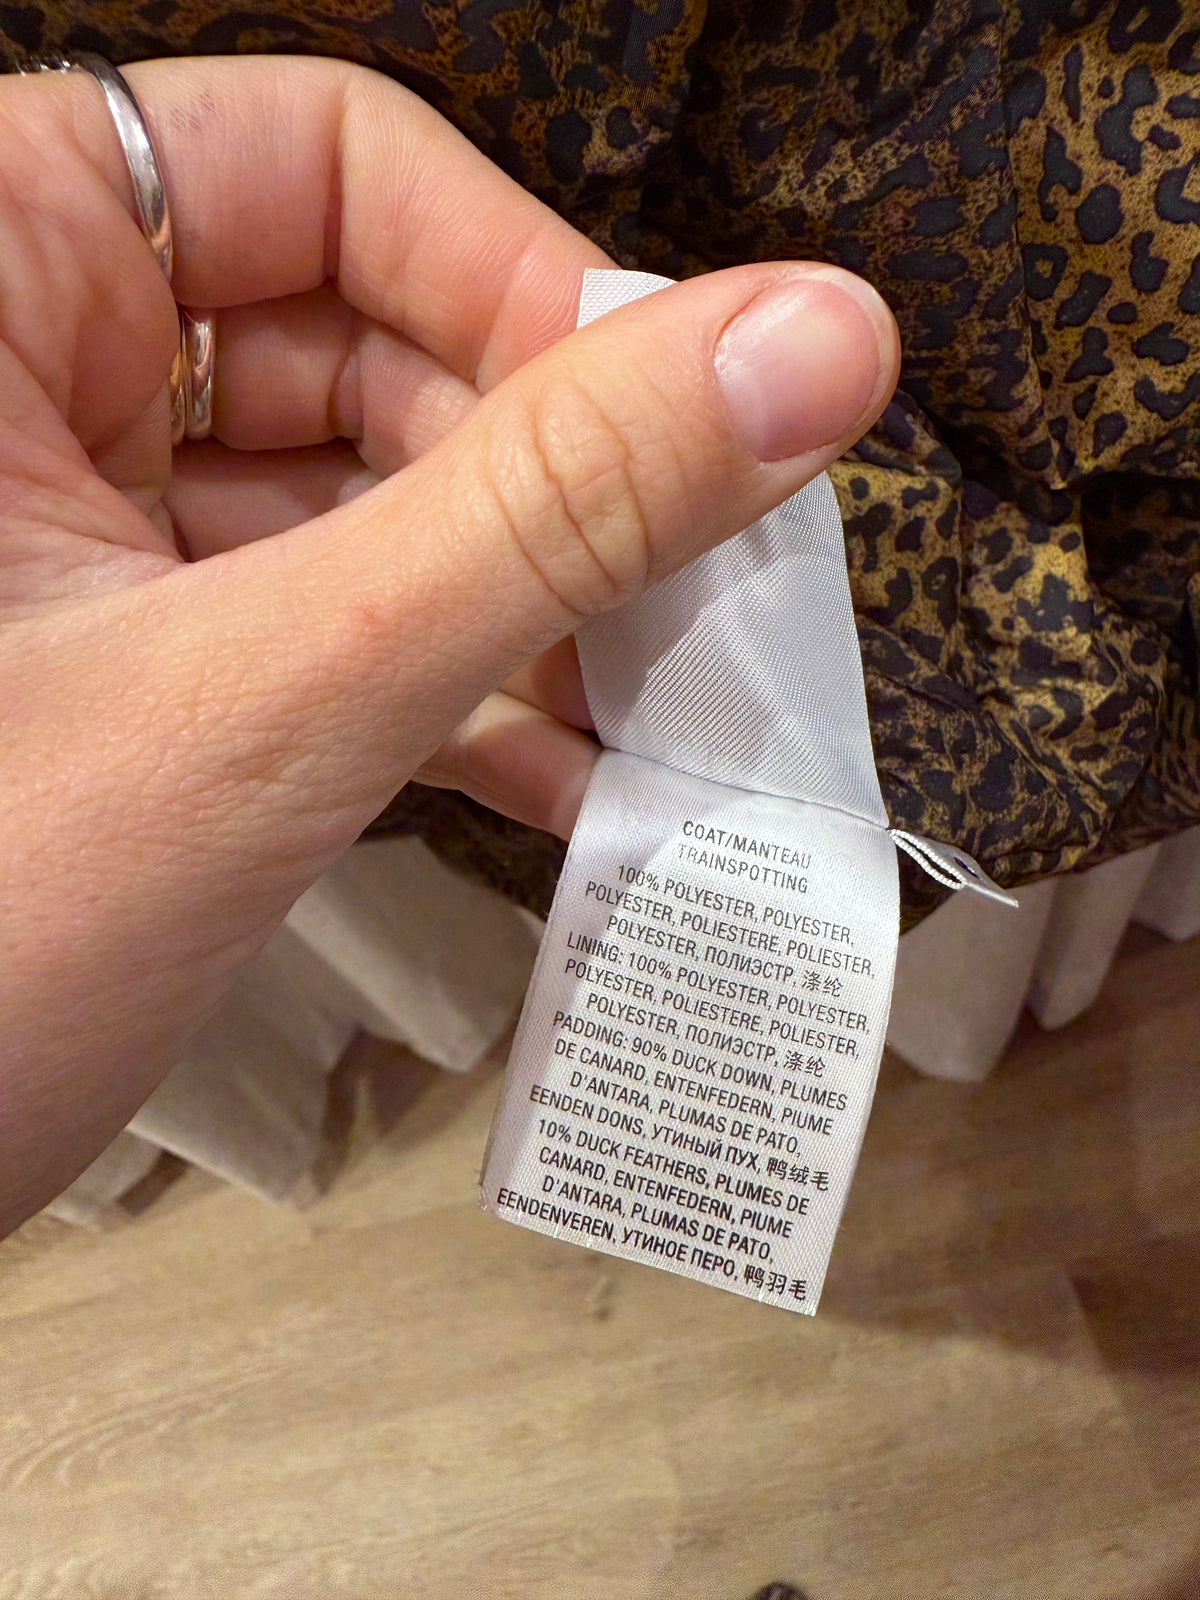 COAT/MANTEAU
TRAINSPOTTING
100% POLYESTER, POLYESTER,
POLYESTER, POLIESTERE, POLIESTER,
POLYESTER, ПОЛИЭСТР, 涤纶
LINING: 100% POLYESTER, POLYESTER,
POLYESTER, POLIESTERE, POLIESTER,
POLYESTER, ПОЛИЭСТР, 涤纶
PADDING: 90% DUCK DOWN, PLUMES
DE CANARD, ENTENFEDERN, PIUME
D'ANTARA, PLUMAS DE PATO,
EENDEN DONS, УТИНЫЙ ПУХ, 鸭绒毛
10% DUCK FEATHERS, PLUMES DE
CANARD, ENTENFEDERN, PIUME
D'ANTARA, PLUMAS DE PATO,
EENDENVEREN, УТИНОЕ ПЕРО, 鸭羽毛